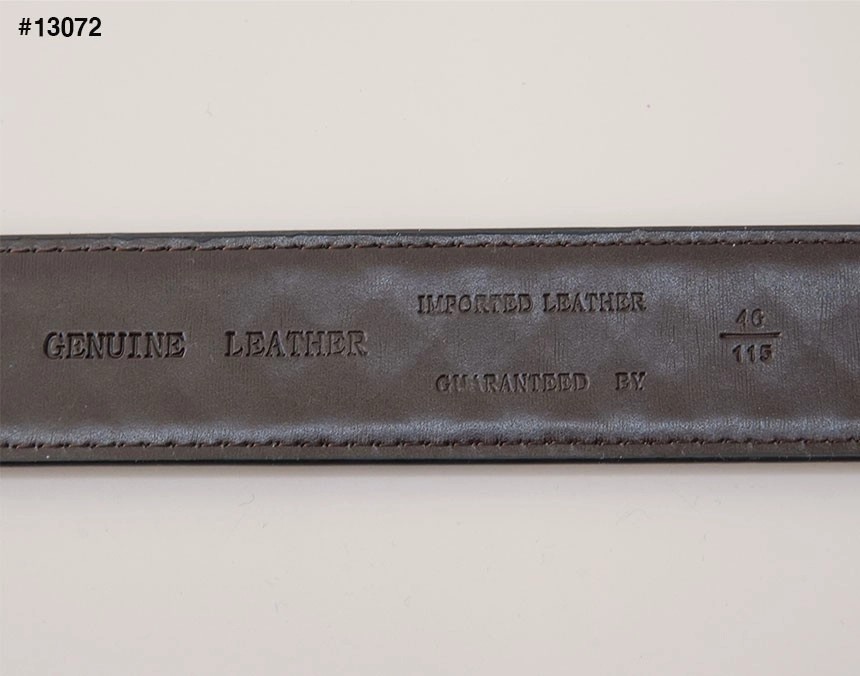 #13072
IMPORTED LEATHER
GENUINE LEATHER
GUARANTEED BY
46
115